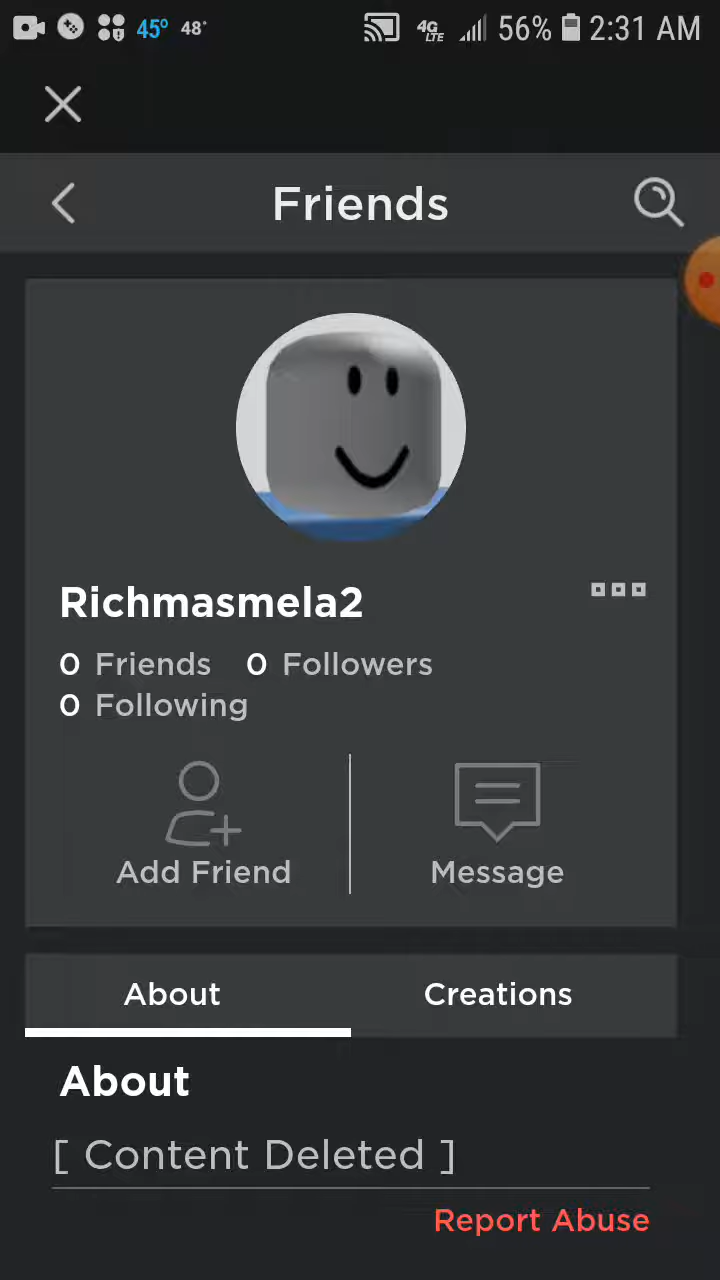 45° 48° 4G LTE 56% 2:31 AM
Friends
Richmasmela2
0 Friends 0 Followers
0 Following
Add Friend Message
About Creations
About
[ Content Deleted ]
Report Abuse